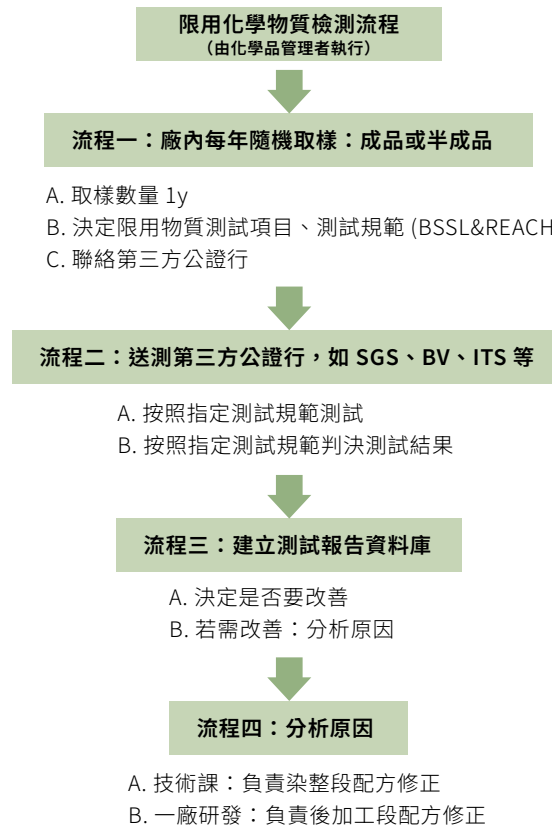 限用化學物質檢測流程
（由化學品管理者執行）
流程一：廠內每年隨機取樣：成品或半成品
A. 取樣數量 1y
B. 決定限用物質測試項目、測試規範 (BSSL&REACH
C. 聯絡第三方公證行
流程二：送測第三方公證行，如 SGS、BV、ITS 等
A. 按照指定測試規範測試
B. 按照指定測試規範判決測試結果
流程三：建立測試報告資料庫
A. 決定是否要改善
B. 若需改善：分析原因
流程四：分析原因
A. 技術課：負責染整段配方修正
B. 一廠研發：負責後加工段配方修正